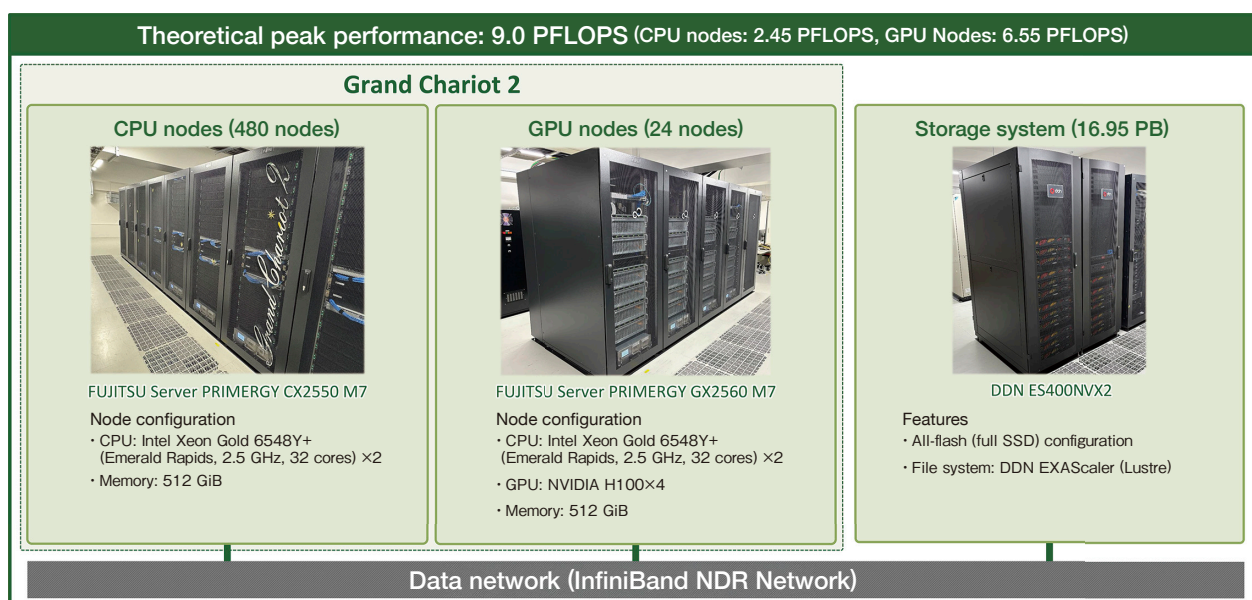 Theoretical peak performance: 9.0 PFLOPS (CPU nodes: 2.45 PFLOPS, GPU Nodes: 6.55 PFLOPS)
Grand Chariot 2
CPU nodes (480 nodes)
Grand Chariot 2
FUJITSU Server PRIMERGY CX2550 M7
Node configuration
・CPU: Intel Xeon Gold 6548Y+
(Emerald Rapids, 2.5 GHz, 32 cores) ×2
・Memory: 512 GiB
GPU nodes (24 nodes)
FUJITSU Server PRIMERGY GX2560 M7
Node configuration
・CPU: Intel Xeon Gold 6548Y+
(Emerald Rapids, 2.5 GHz, 32 cores) ×2
・GPU: NVIDIA H100×4
・Memory: 512 GiB
Storage system (16.95 PB)
ddn
DDN ES400NVX2
Features
・All-flash (full SSD) configuration
・File system: DDN EXAScaler (Lustre)
Data network (InfiniBand NDR Network)